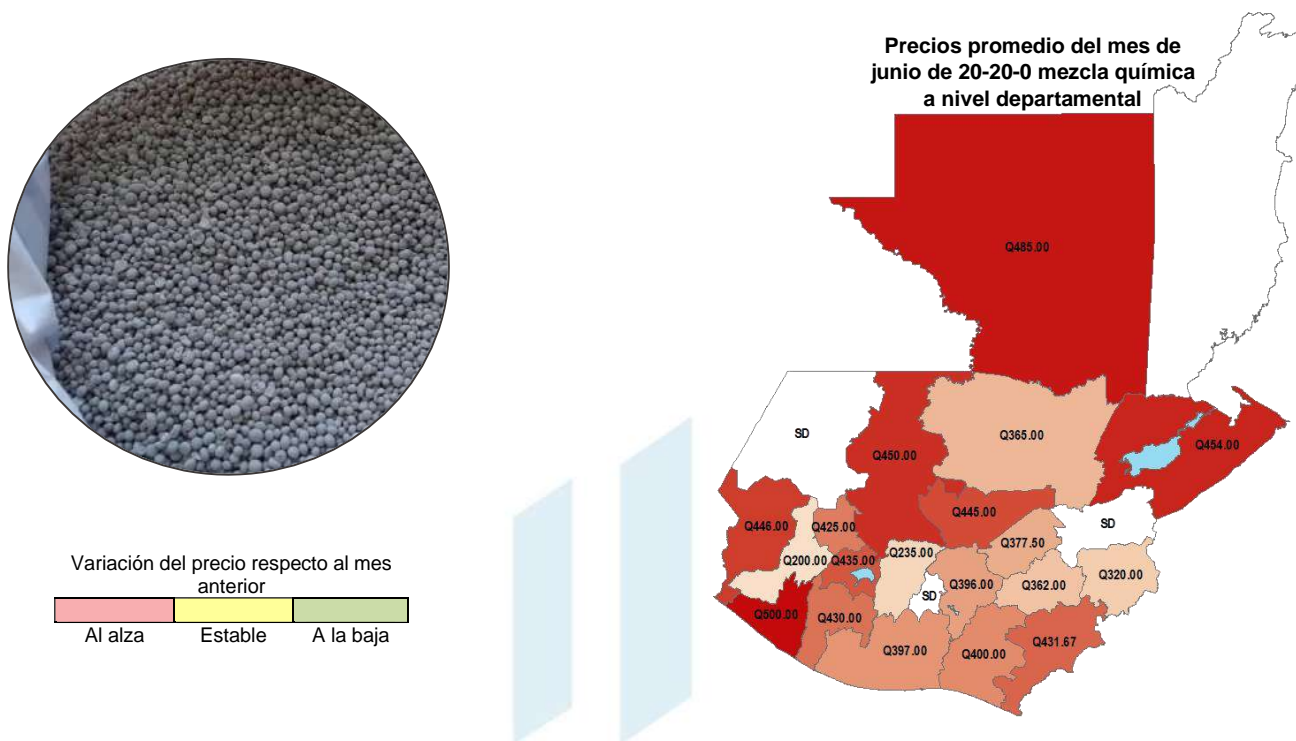 Precios promedio del mes de
junio de 20-20-0 mezcla química
a nivel departamental
Q485.00
SD
Q450.00
Q365.00
Q454.00
Q446.00
Q425.00
Q445.00
SD
Q377.50
Q200.00
Q435.00
Q235.00
Q396.00
Q362.00
Q320.00
SD
Q500.00
Q430.00
Q397.00
Q400.00
Q431.67
Variación del precio respecto al mes
anterior
Al alza
Estable
A la baja